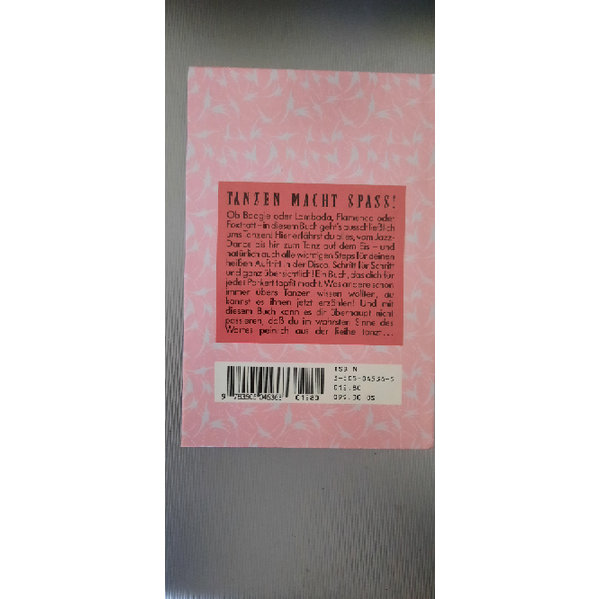 TANZEN MACHT SPASS!
Ob Boogie oder Lambada, Flamenco oder
Foxtrott – in diesem Buch geht's ausschließlich
ums Tanzen! Hier erfährst du alles, vom Jazz-
Dance bis hin zum Tanz auf dem Eis – und
natürlich auch alle wichtigen Steps für deinen
heißen Auftritt in der Disco. Schritt für Schritt
und ganz übersichtlich! Ein Buch, das dich für
jedes Parkett topfit macht. Was andere schon
immer übers Tanzen wissen wollten, du
kannst es ihnen jetzt erzählen! Und mit
diesem Buch kann es dir überhaupt nicht
passieren, daß du im wahrsten Sinne des
Wortes peinlich aus der Reihe tanzt...
ISBN